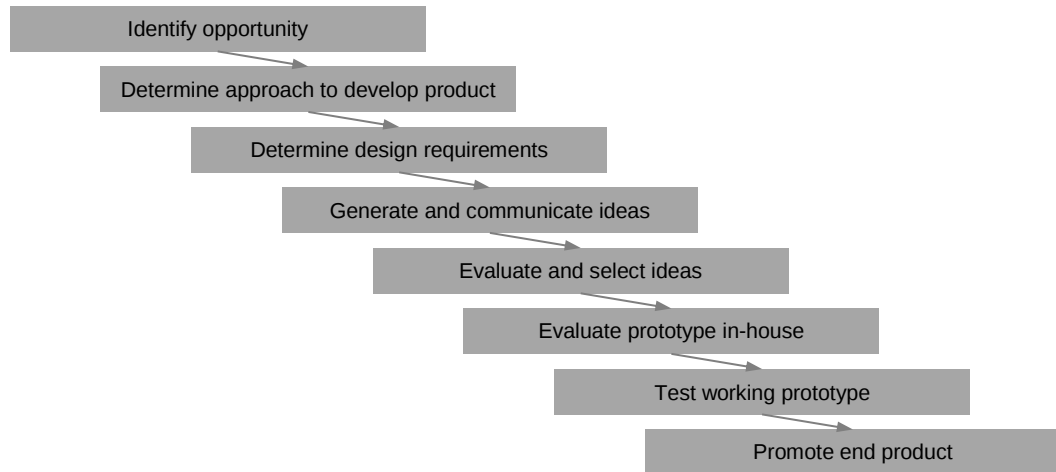 Identify opportunity
Determine approach to develop product
Determine design requirements
Generate and communicate ideas
Evaluate and select ideas
Evaluate prototype in-house
Test working prototype
Promote end product